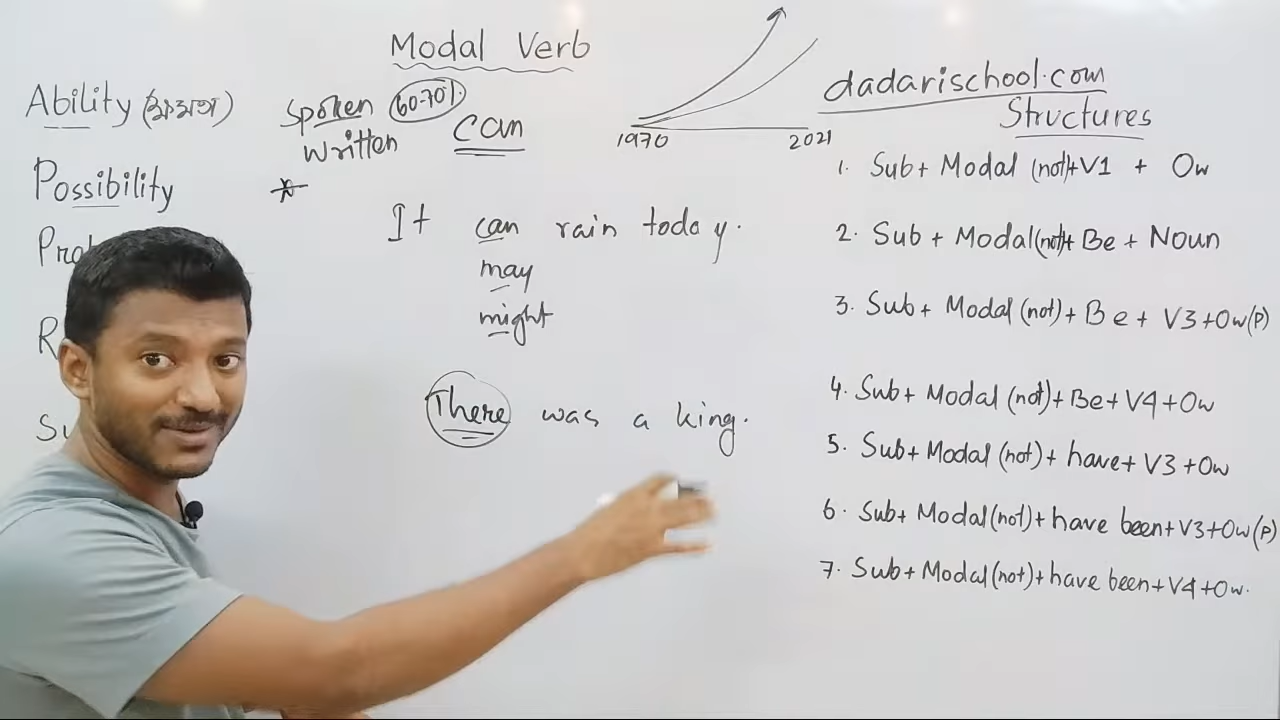 Modal Verb
Ability (ক্ষমতা)
Possibility
Spoken 60-70%
Written
Can
1970
2021
It can rain today.
may
might
There was a king.
dadarischool.com
Structures
1. Sub + Modal (not)+V1 + Ow
2. Sub + Modal(not)+ Be + Noun
3. Sub + Modal (not) + Be + V3+Ow(P)
4. Sub + Modal (not)+Be+V4+Ow
5. Sub+Modal (not)+have+V3+Ow
6. Sub+ Modal(not)+have been+V3+Ow(P)
7. Sub+Modal(not)+have been+V4+Ow.